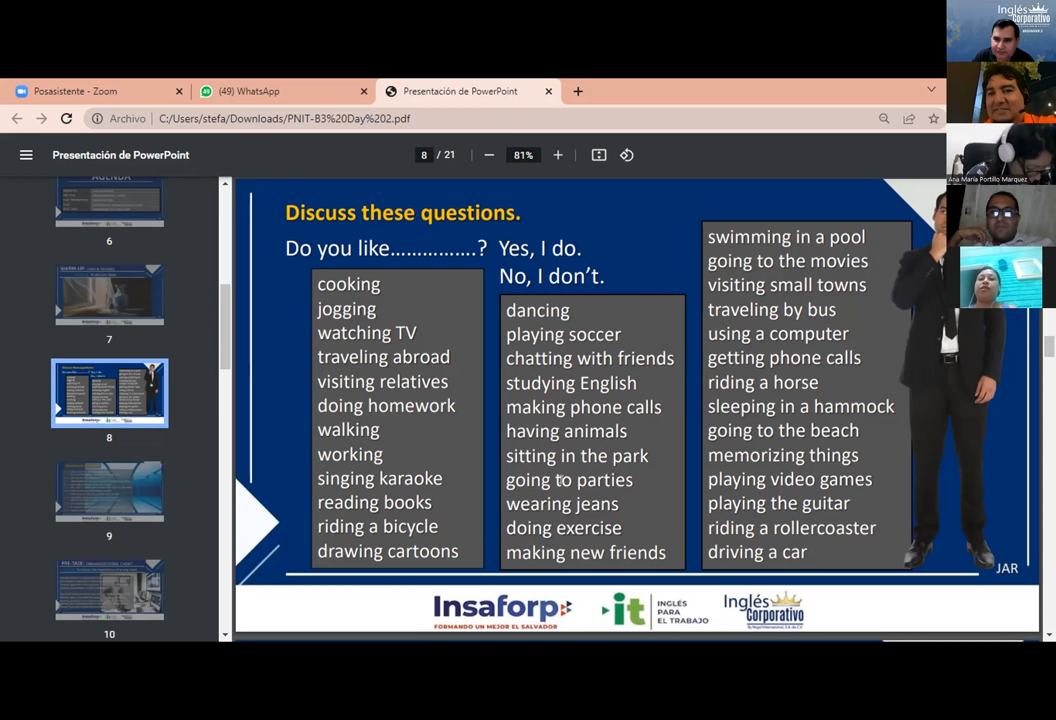 Inglés
Corporativo
BEGINNER 2
Posasistente - Zoom
(49) WhatsApp
Presentación de PowerPoint
Archivo
C:/Users/stefa/Downloads/PNIT-B3%20Day%202.pdf
Presentación de PowerPoint
8 / 21
81%
Ana María Portillo Marquez
AGENDA
6
7
8
9
10
Discuss these questions.
Do you like................? Yes, I do.
No, I don't.
cooking
jogging
watching TV
traveling abroad
visiting relatives
doing homework
walking
working
singing karaoke
reading books
riding a bicycle
drawing cartoons
dancing
playing soccer
chatting with friends
studying English
making phone calls
having animals
sitting in the park
going to parties
wearing jeans
doing exercise
making new friends
swimming in a pool
going to the movies
visiting small towns
traveling by bus
using a computer
getting phone calls
riding a horse
sleeping in a hammock
going to the beach
memorizing things
playing video games
playing the guitar
riding a rollercoaster
driving a car
JAR
Insaforp
FORMANDO UN MEJOR EL SALVADOR
it
INGLÉS
PARA
EL TRABAJO
Inglés
Corporativo